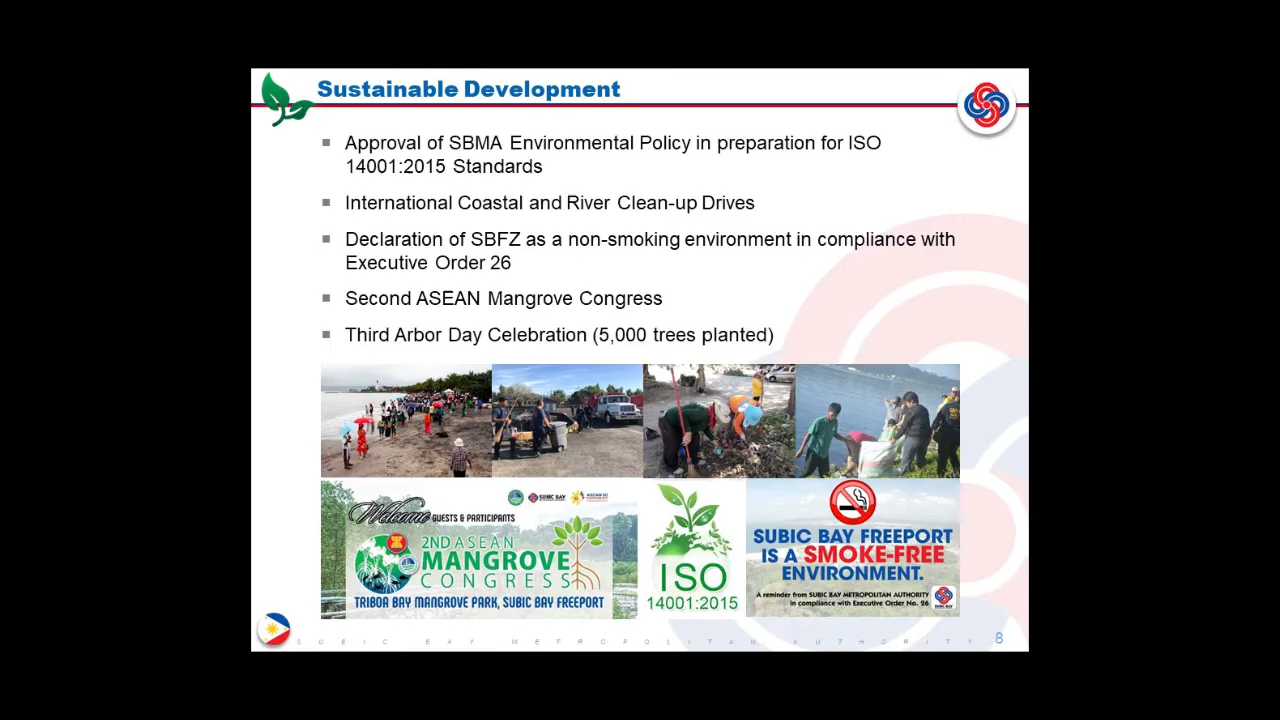 Sustainable Development
Approval of SBMA Environmental Policy in preparation for ISO
14001:2015 Standards
International Coastal and River Clean-up Drives
Declaration of SBFZ as a non-smoking environment in compliance with
Executive Order 26
Second ASEAN Mangrove Congress
Third Arbor Day Celebration (5,000 trees planted)
SUBIC BAY
Welcome GUESTS & PARTICIPANTS
2ND ASEAN
MANGROVE
CONGRESS
TRIBOA BAY MANGROVE PARK, SUBIC BAY FREEPORT
ISO
14001:2015
SUBIC BAY FREEPORT
IS A SMOKE-FREE
ENVIRONMENT.
A reminder from SUBIC BAY METROPOLITAN AUTHORITY
in compliance with Executive Order No. 26
SUBIC BAY
SUBIC BAY METROPOLITAN AUTHORITY
8